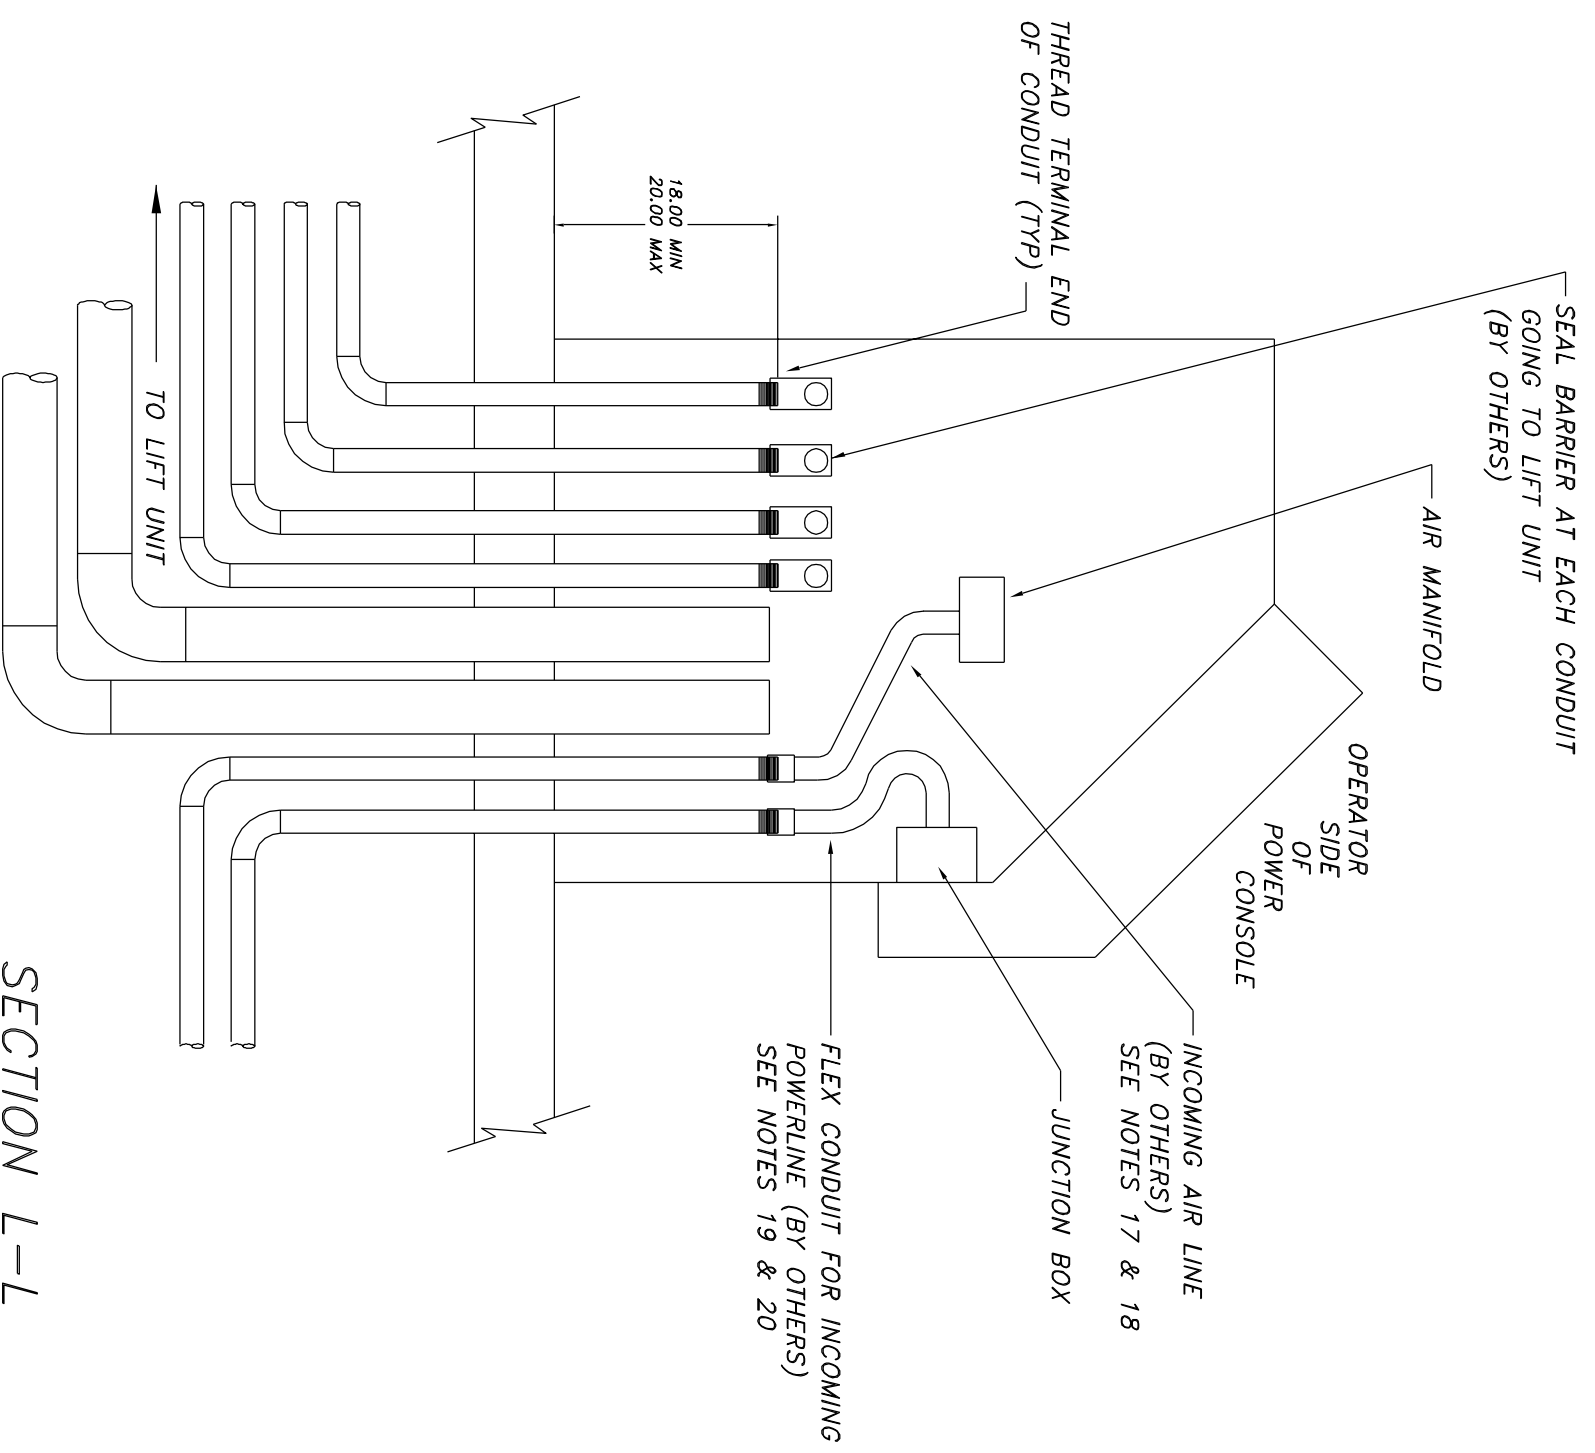 SEAL BARRIER AT EACH CONDUIT
GOING TO LIFT UNIT
(BY OTHERS)
AIR MANIFOLD
THREAD TERMINAL END
OF CONDUIT (TYP)
OPERATOR
SIDE
OF
POWER
CONSOLE
INCOMING AIR LINE
(BY OTHERS)
SEE NOTES 17 & 18
JUNCTION BOX
FLEX CONDUIT FOR INCOMING
POWERLINE (BY OTHERS)
SEE NOTES 19 & 20
18.00 MIN
20.00 MAX
TO LIFT UNIT
SECTION L-L